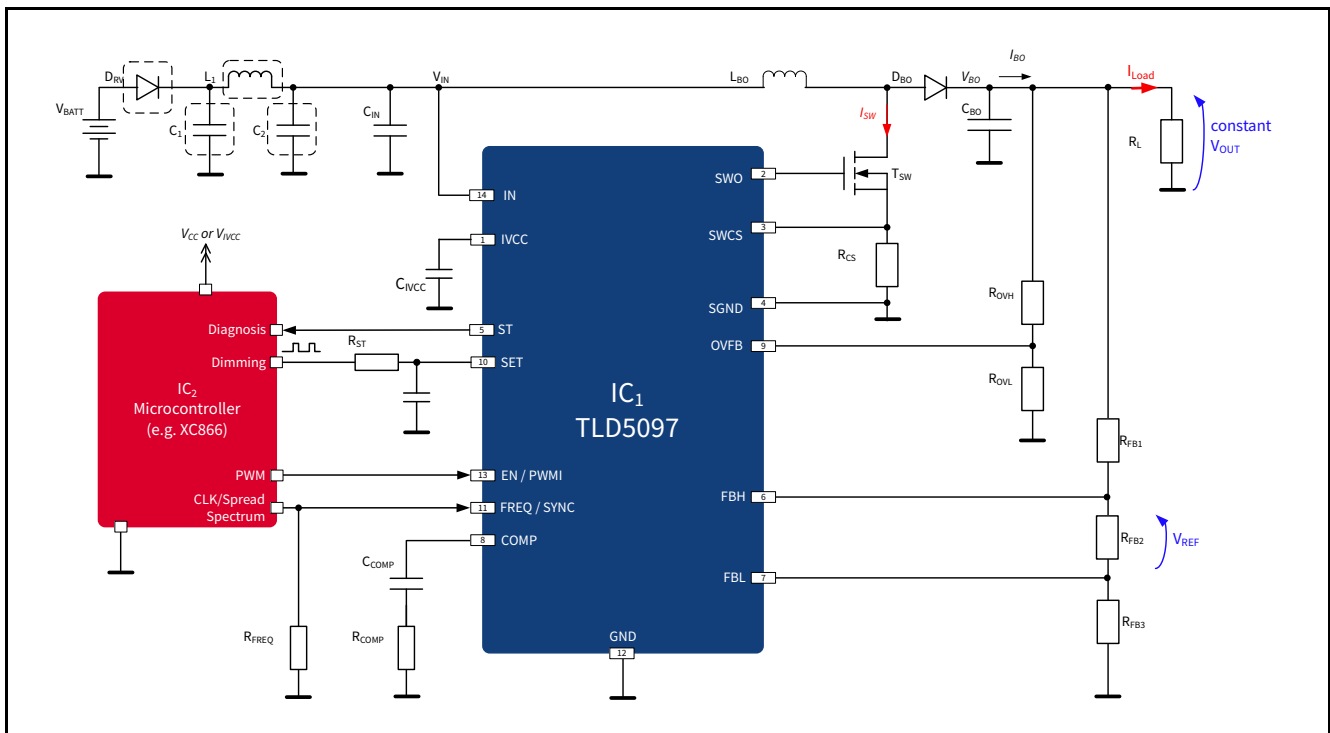 I_BO
D_RV
L_1
V_IN
L_BO
D_BO
V_BO
I_Load
V_BATT
C_1
C_2
C_IN
I_SW
C_BO
R_L
constant
V_OUT
SWO
2
T_SW
14
IN
V_CC or V_IVCC
1
IVCC
SWCS
3
R_CS
C_IVCC
SGND
4
R_OVH
Diagnosis
5
ST
R_ST
OVFB
9
Dimming
10
SET
R_OVL
IC_2
Microcontroller
(e.g. XC866)
IC_1
TLD5097
R_FB1
PWM
13
EN / PWMI
FBH
6
CLK/Spread
Spectrum
11
FREQ / SYNC
8
COMP
R_FB2
V_REF
C_COMP
FBL
7
R_FREQ
R_COMP
GND
12
R_FB3